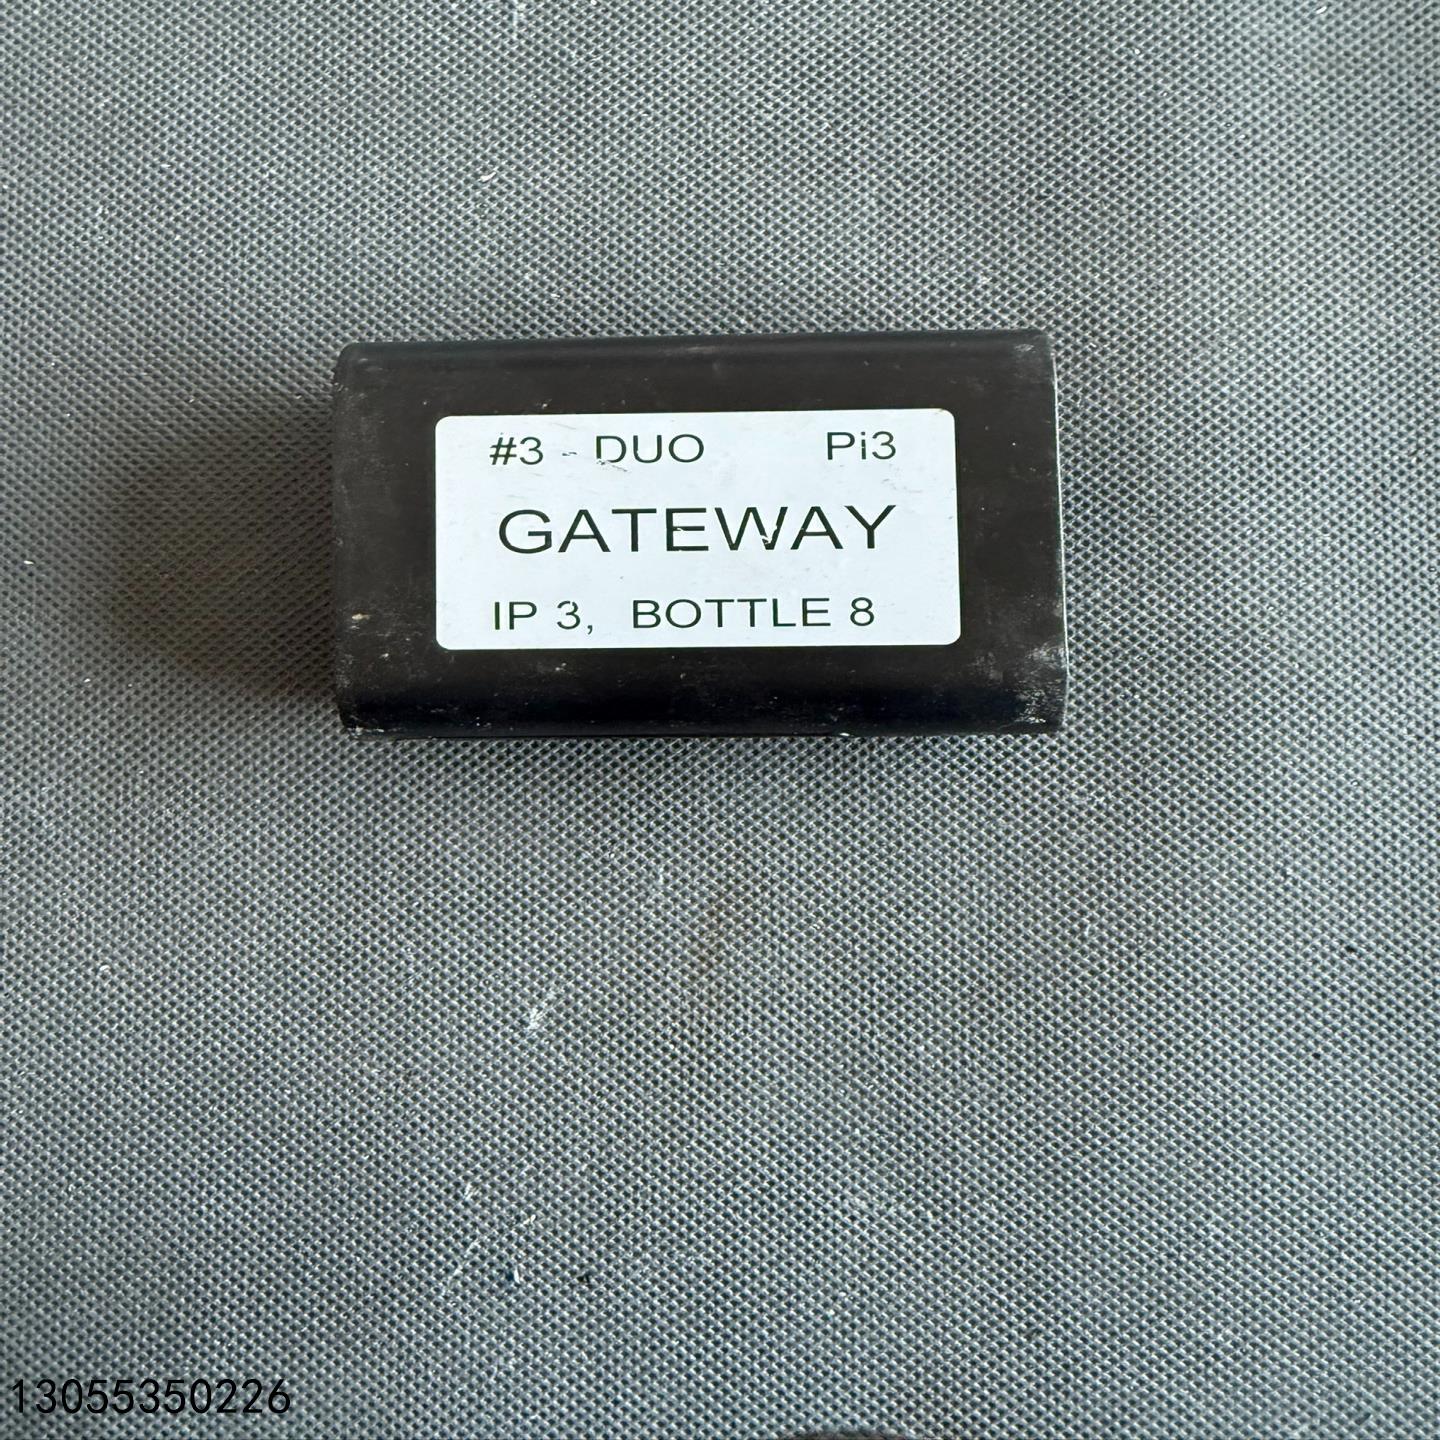 #3 - DUO Pi3
GATEWAY
IP 3, BOTTLE 8
13055350226